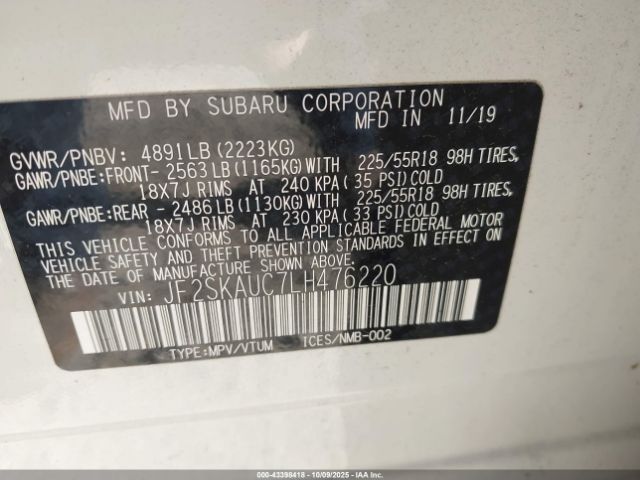 MFD BY SUBARU CORPORATION
MFD IN 11/19
GVWR/PNBV: 4891LB (2223KG)
GAWR/PNBE:FRONT- 2563LB (1165KG) WITH 225/55R18 98H TIRES,
18X7J RIMS AT 240 KPA( 35 PSI) COLD
GAWR/PNBE:REAR - 2486LB (1130KG) WITH 225/55R18 98H TIRES,
18X7J RIMS AT 230 KPA( 33 PSI) COLD
THIS VEHICLE CONFORMS TO ALL APPLICABLE FEDERAL MOTOR
VEHICLE SAFETY AND THEFT PREVENTION STANDARDS IN EFFECT ON
THE DATE OF MANUFACTURE SHOWN ABOVE.
VIN: JF2SKAUC7LH476220
TYPE:MPV/VTUM ICES/NMB-002
000-43398418 - 10/09/2025 - IAAI.CA